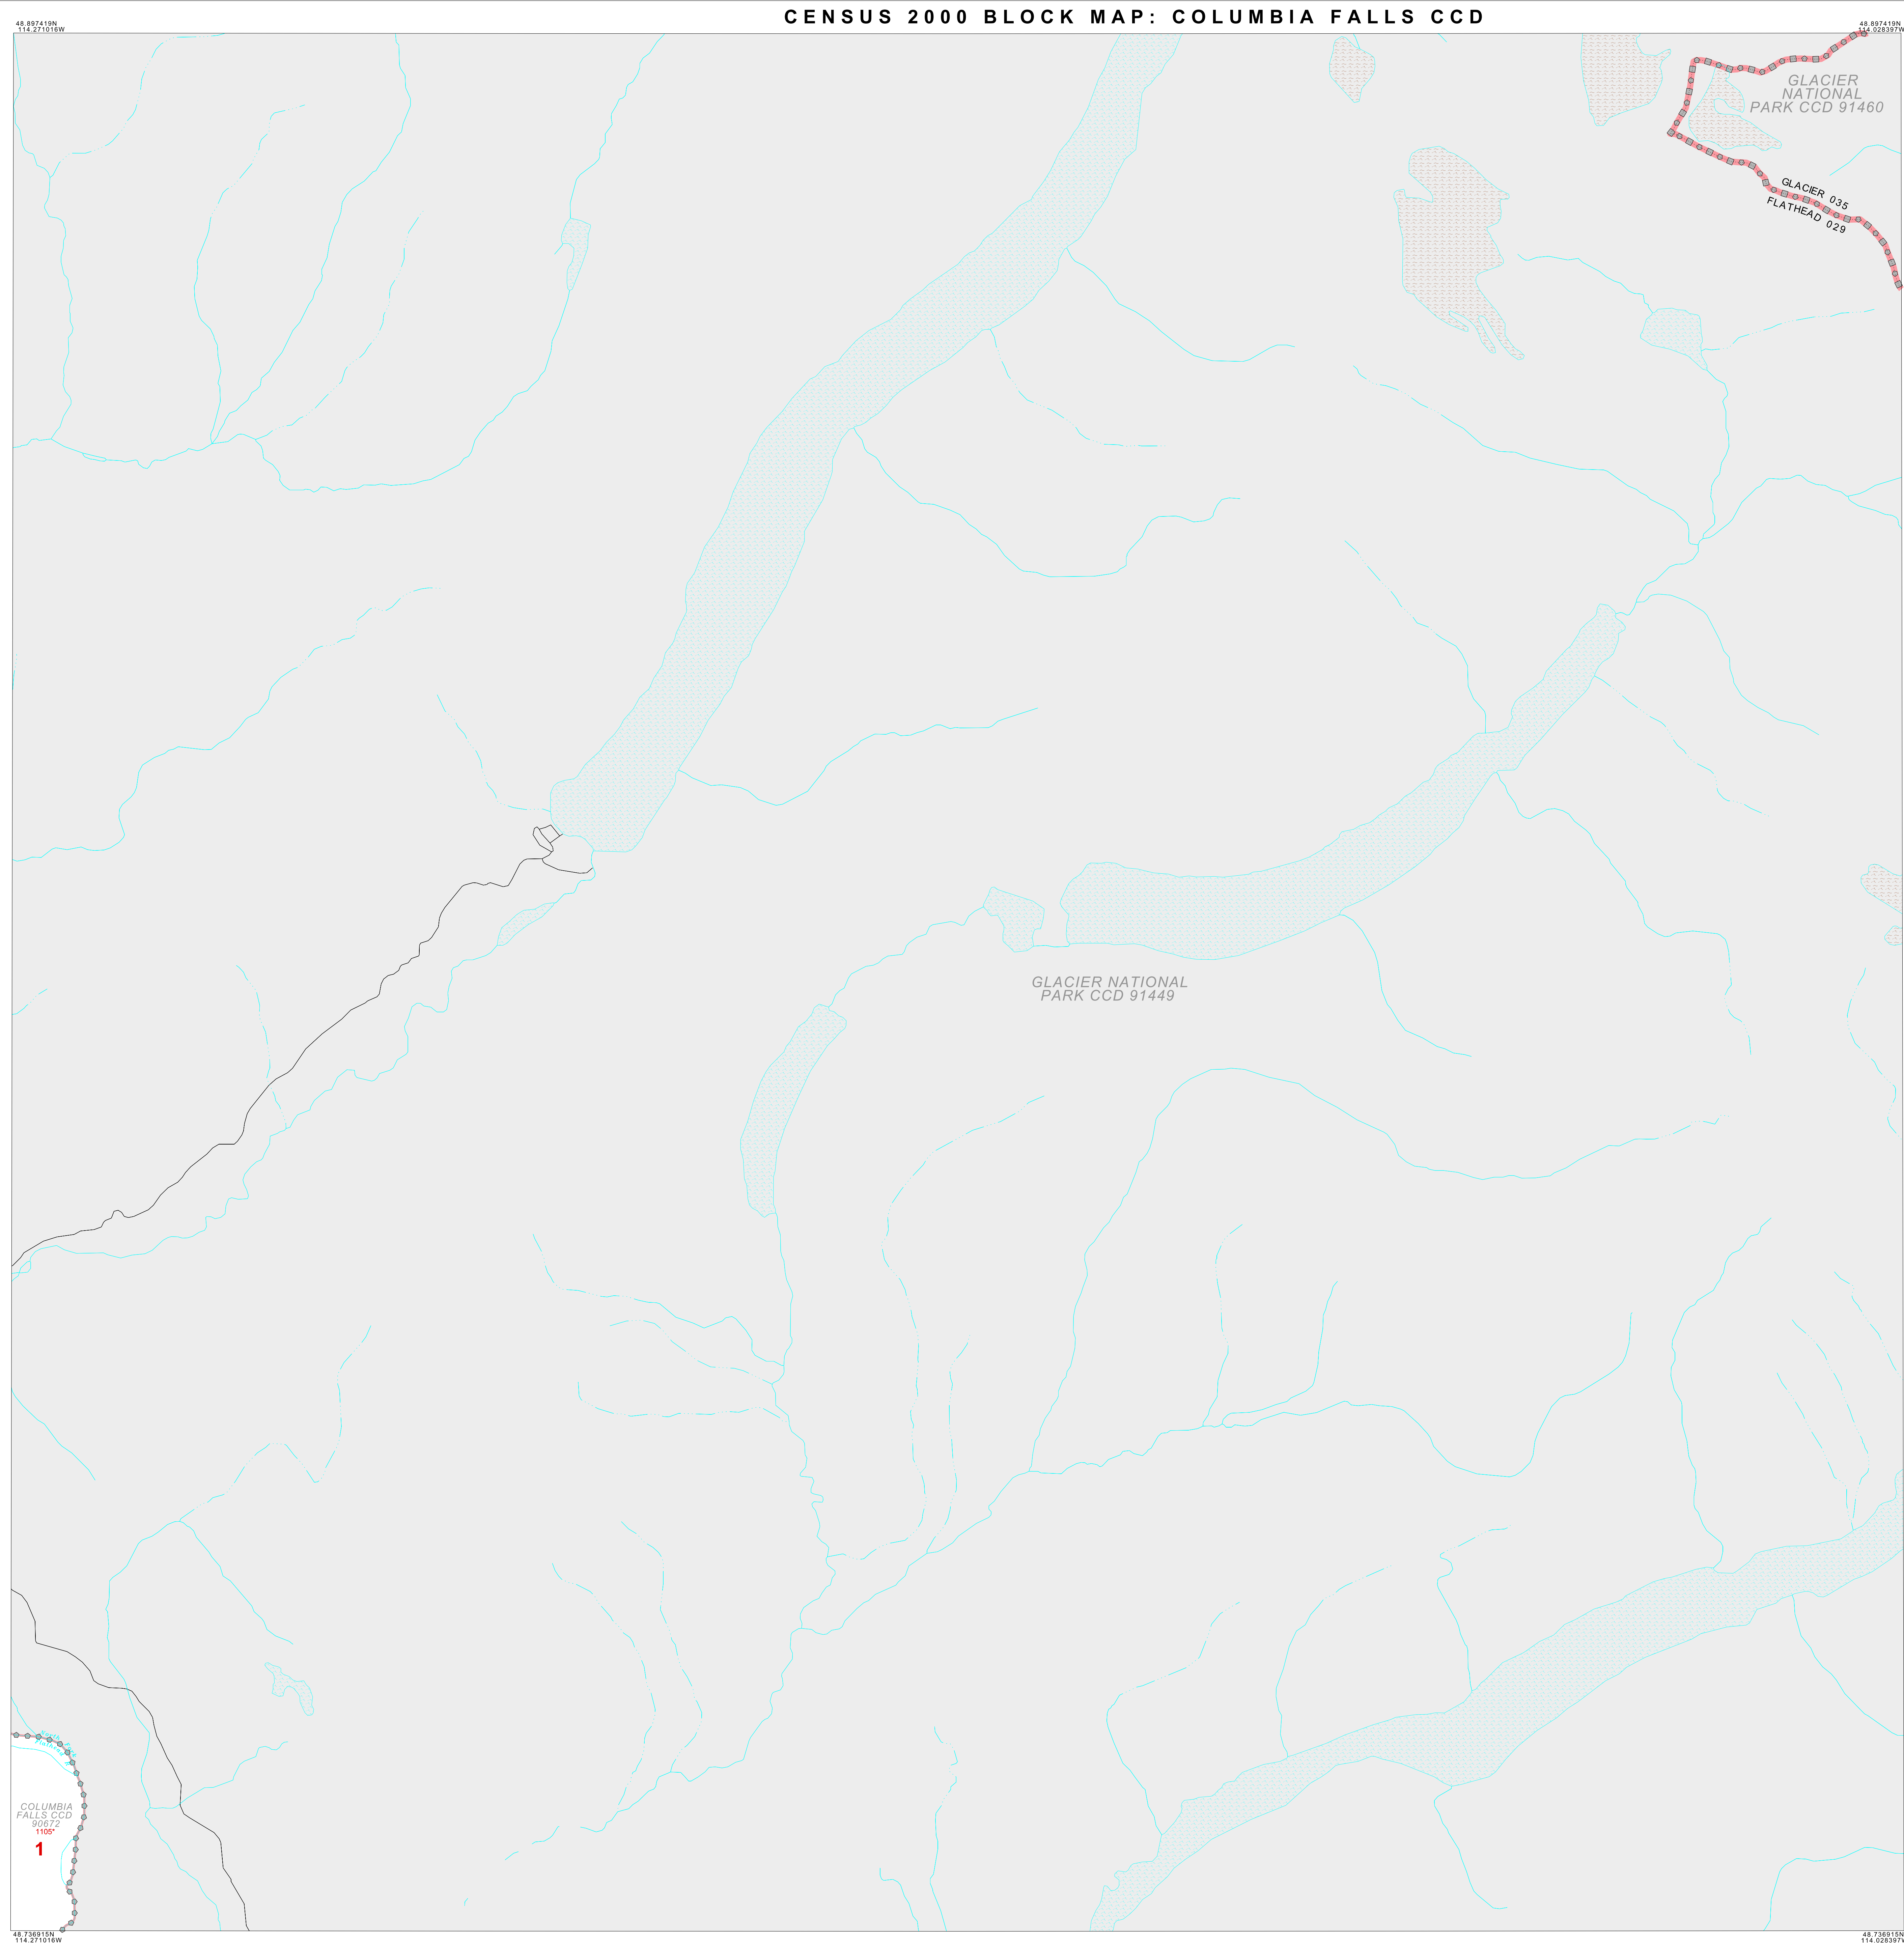 CENSUS 2000 BLOCK MAP: COLUMBIA FALLS CCD
48.897419N
114.271016W
48.897419N
114.028397W
GLACIER
NATIONAL
PARK CCD 91460
GLACIER 035
FLATHEAD 029
GLACIER NATIONAL
PARK CCD 91449
COLUMBIA
FALLS CCD
90672
1105*
1
48.736915N
114.271016W
48.736915N
114.028397W